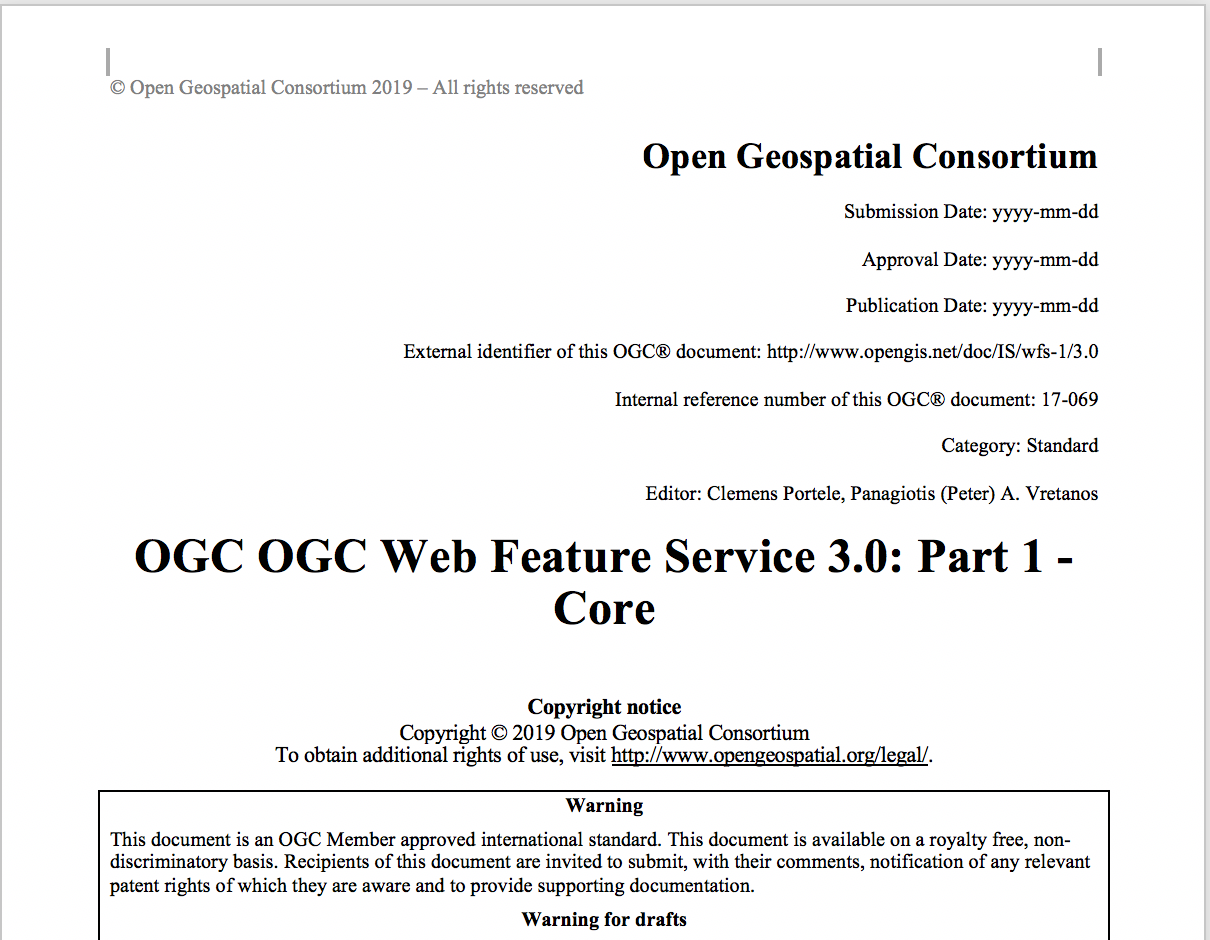 © Open Geospatial Consortium 2019 – All rights reserved
Open Geospatial Consortium
Submission Date: yyyy-mm-dd
Approval Date: yyyy-mm-dd
Publication Date: yyyy-mm-dd
External identifier of this OGC® document: http://www.opengis.net/doc/IS/wfs-1/3.0
Internal reference number of this OGC® document: 17-069
Category: Standard
Editor: Clemens Portele, Panagiotis (Peter) A. Vretanos
OGC OGC Web Feature Service 3.0: Part 1 -
Core
Copyright notice
Copyright © 2019 Open Geospatial Consortium
To obtain additional rights of use, visit http://www.opengeospatial.org/legal/.
Warning
This document is an OGC Member approved international standard. This document is available on a royalty free, non-
discriminatory basis. Recipients of this document are invited to submit, with their comments, notification of any relevant
patent rights of which they are aware and to provide supporting documentation.
Warning for drafts